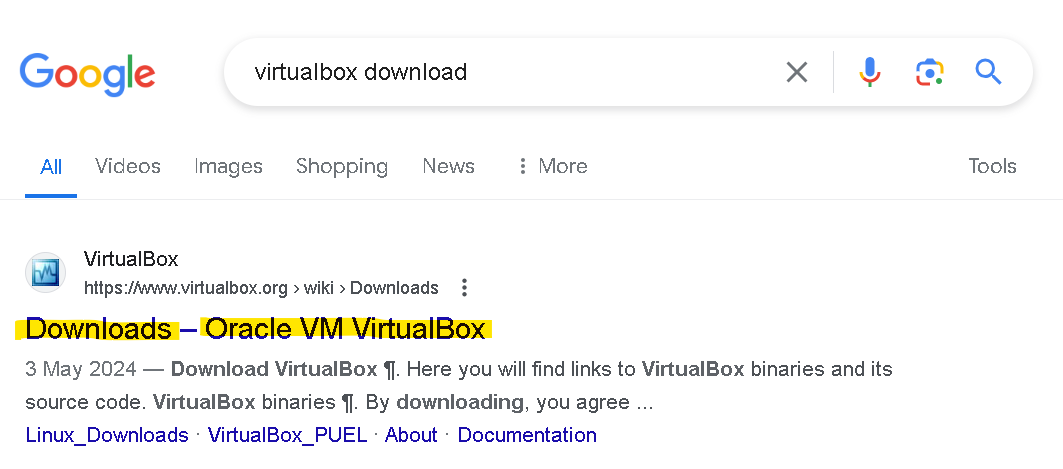 Google
virtualbox download
All Videos Images Shopping News More Tools
VirtualBox
https://www.virtualbox.org › wiki › Downloads
Downloads – Oracle VM VirtualBox
3 May 2024 — Download VirtualBox ¶. Here you will find links to VirtualBox binaries and its
source code. VirtualBox binaries ¶. By downloading, you agree ...
Linux_Downloads · VirtualBox_PUEL · About · Documentation